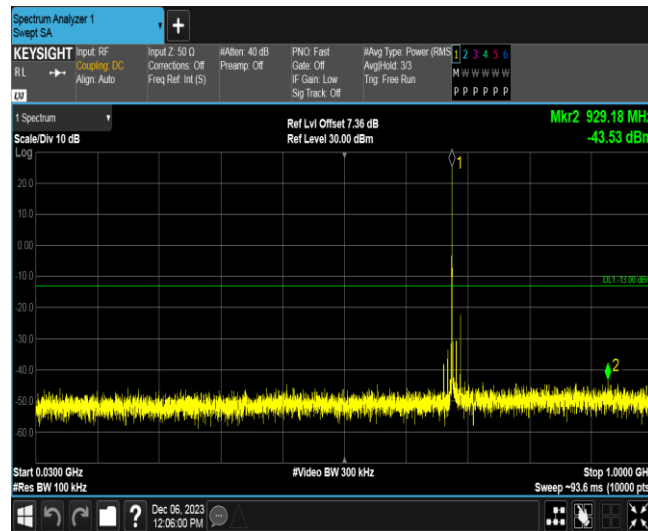 Spectrum Analyzer 1
Swept SA
+
KEYSIGHT
RL
LXI
Input: RF
Coupling: DC
Align: Auto
Input Z: 50 Ω
Corrections: Off
Freq Ref: Int (S)
#Atten: 40 dB
Preamp: Off
PNO: Fast
Gate: Off
IF Gain: Low
Sig Track: Off
#Avg Type: Power (RMS
Avg|Hold: 3/3
Trig: Free Run
1 2 3 4 5 6
M W W W W W
P P P P P P
1 Spectrum
Scale/Div 10 dB
Log
Ref Lvl Offset 7.36 dB
Ref Level 30.00 dBm
Mkr2 929.18 MHz
-43.53 dBm
1
20.0
10.0
0.00
-10.0
DL1 -13.00 dBm
-20.0
-30.0
-40.0
2
-50.0
-60.0
Start 0.0300 GHz
#Res BW 100 kHz
#Video BW 300 kHz
Stop 1.0000 GH
Sweep ~93.6 ms (10000 pts
?
Dec 06, 2023
12:06:00 PM